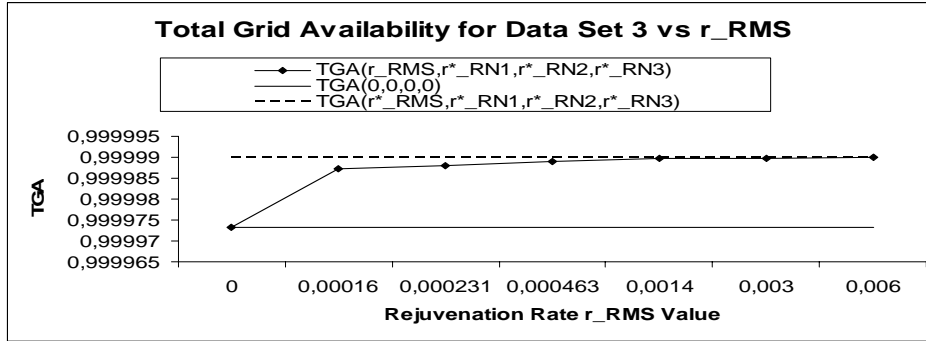 Total Grid Availability for Data Set 3 vs r_RMS
TGA(r_RMS,r*_RN1,r*_RN2,r*_RN3)
TGA(0,0,0,0)
TGA(r*_RMS,r*_RN1,r*_RN2,r*_RN3)
TGA
0,999995
0,99999
0,999985
0,99998
0,999975
0,99997
0,999965
0 0,00016 0,000231 0,000463 0,0014 0,003 0,006
Rejuvenation Rate r_RMS Value